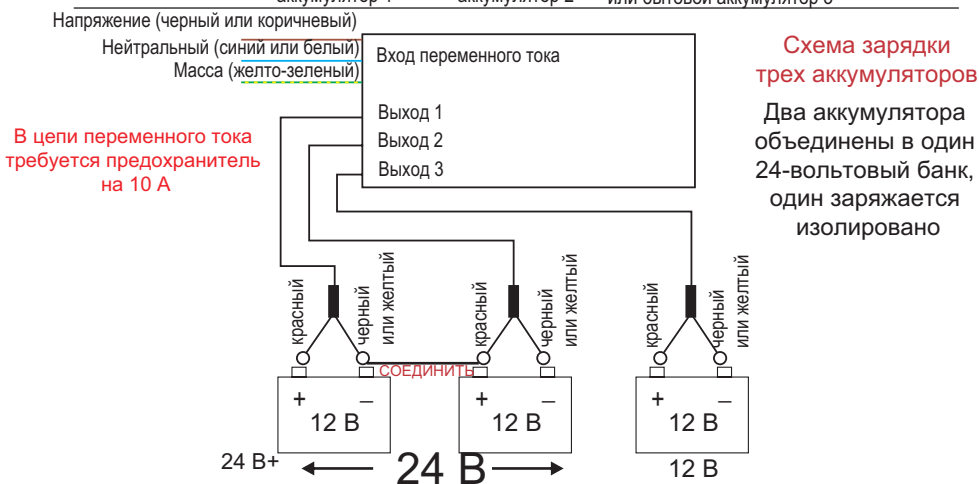 Напряжение (черный или коричневый)
Нейтральный (синий или белый)
Масса (желто-зеленый)
Вход переменного тока
Выход 1
Выход 2
Выход 3
В цепи переменного тока
требуется предохранитель
на 10 А
Схема зарядки
трех аккумуляторов
Два аккумулятора
объединены в один
24-вольтовый банк,
один заряжается
изолировано
красный
черный
или желтый
красный
черный
или желтый
красный
черный
или желтый
СОЕДИНИТЬ
+ –
12 В
+ –
12 В
+ –
12 В
24 В+
24 В
12 В